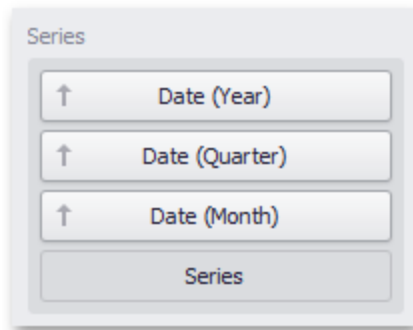 Series
Date (Year)
Date (Quarter)
Date (Month)
Series